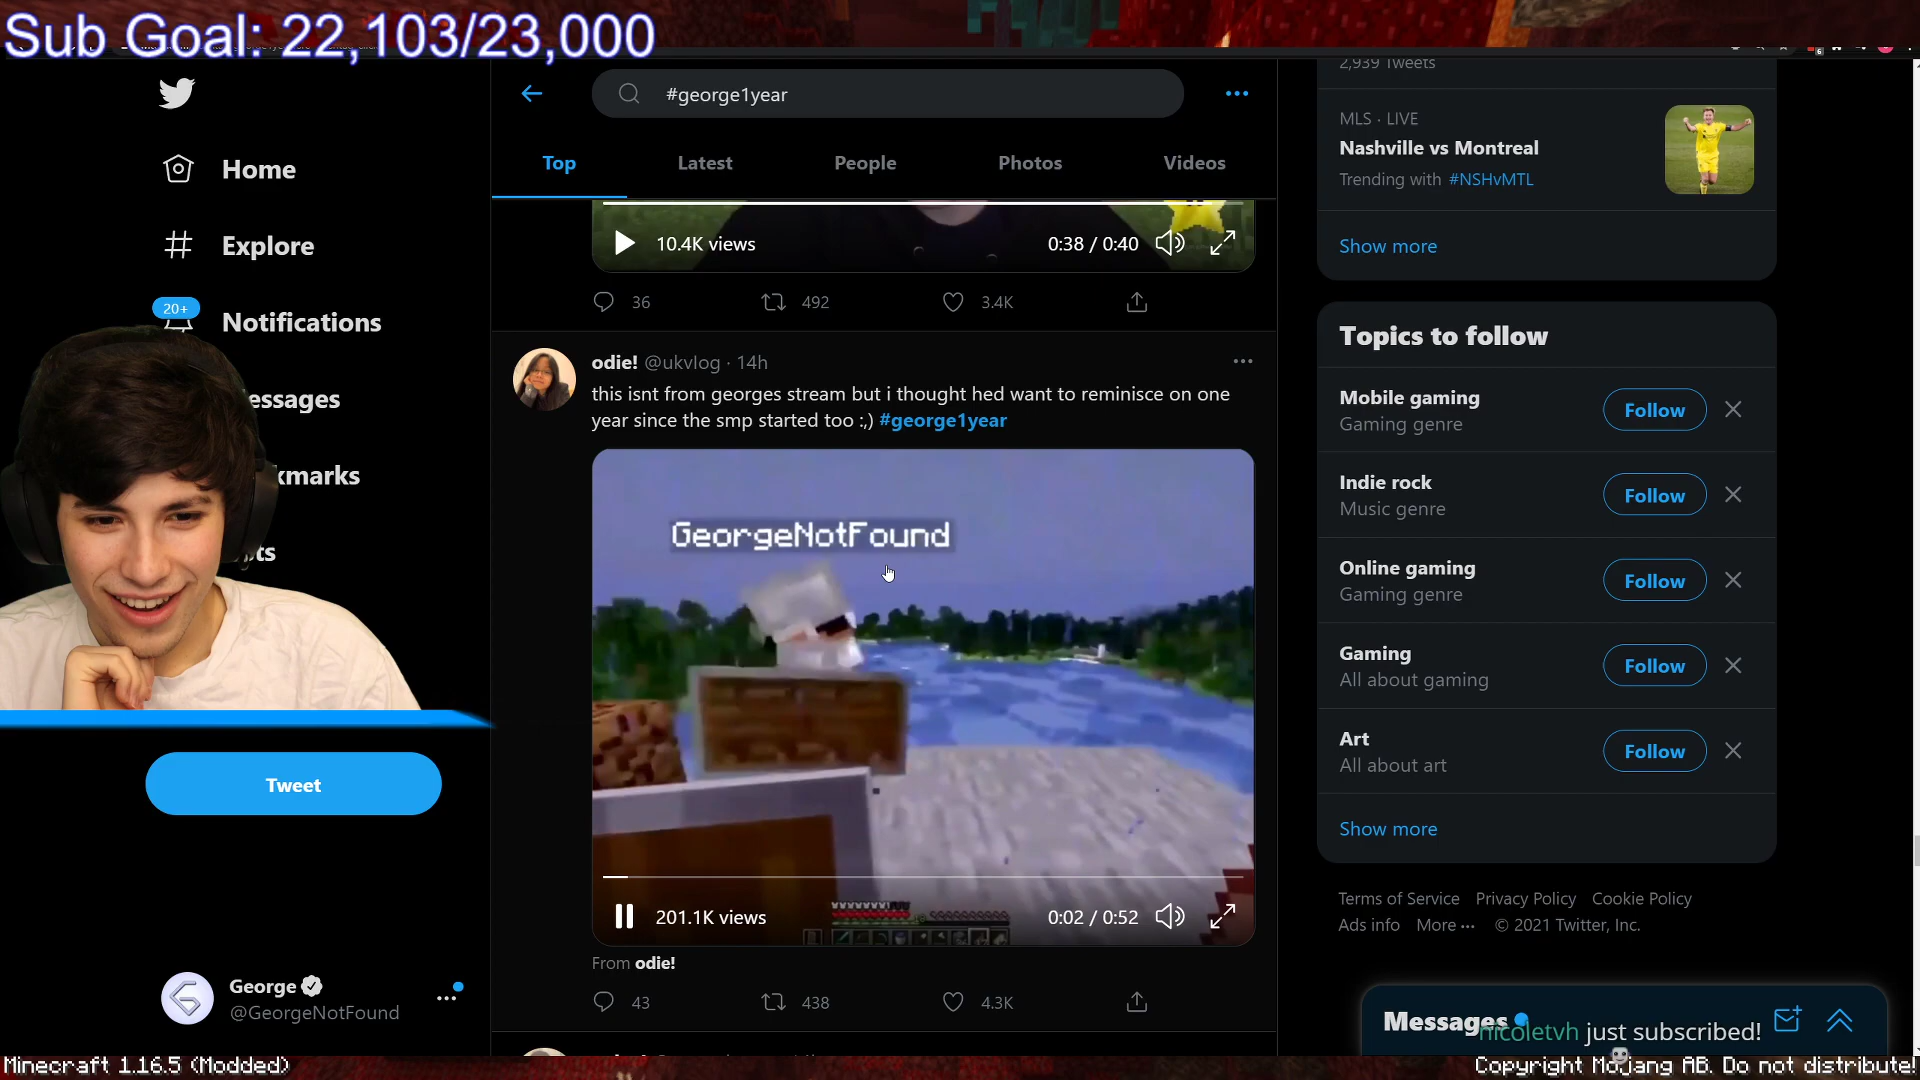 Sub Goal: 22,103/23,000
Home
Explore
20+
Notifications
essages
kmarks
sts
Tweet
George
@GeorgeNotFound
#george1year
Top
Latest
People
Photos
Videos
10.4K views
0:38 / 0:40
36
492
3.4K
odie! @ukvlog · 14h
this isnt from georges stream but i thought hed want to reminisce on one
year since the smp started too :,) #george1year
GeorgeNotFound
201.1K views
0:02 / 0:52
From odie!
43
438
4.3K
2,939 Tweets
MLS · LIVE
Nashville vs Montreal
Trending with #NSHvMTL
Show more
Topics to follow
Mobile gaming
Gaming genre
Follow
Indie rock
Music genre
Follow
Online gaming
Gaming genre
Follow
Gaming
All about gaming
Follow
Art
All about art
Follow
Show more
Terms of Service Privacy Policy Cookie Policy
Ads info More ··· © 2021 Twitter, Inc.
Messages
nicoletvh just subscribed!
Minecraft 1.16.5 (Modded)
Copyright Mojang AB. Do not distribute!